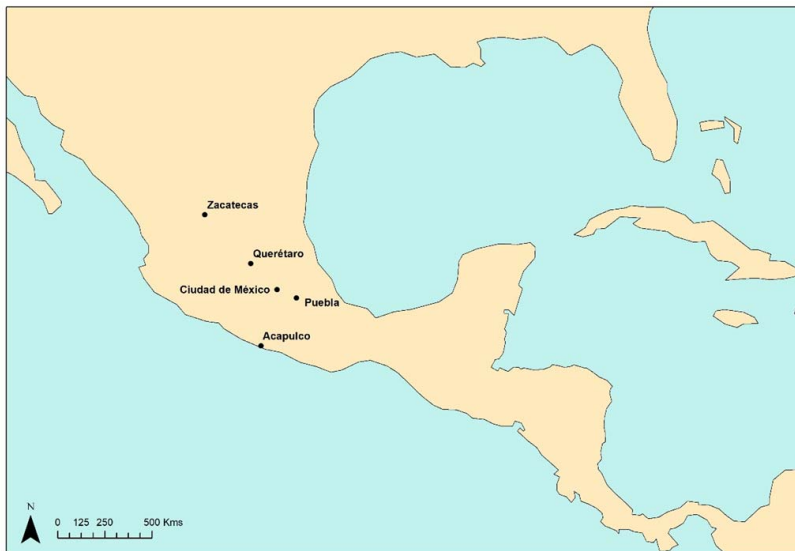 Zacatecas
Querétaro
Ciudad de México
Puebla
Acapulco
N
0 125 250 500 Kms